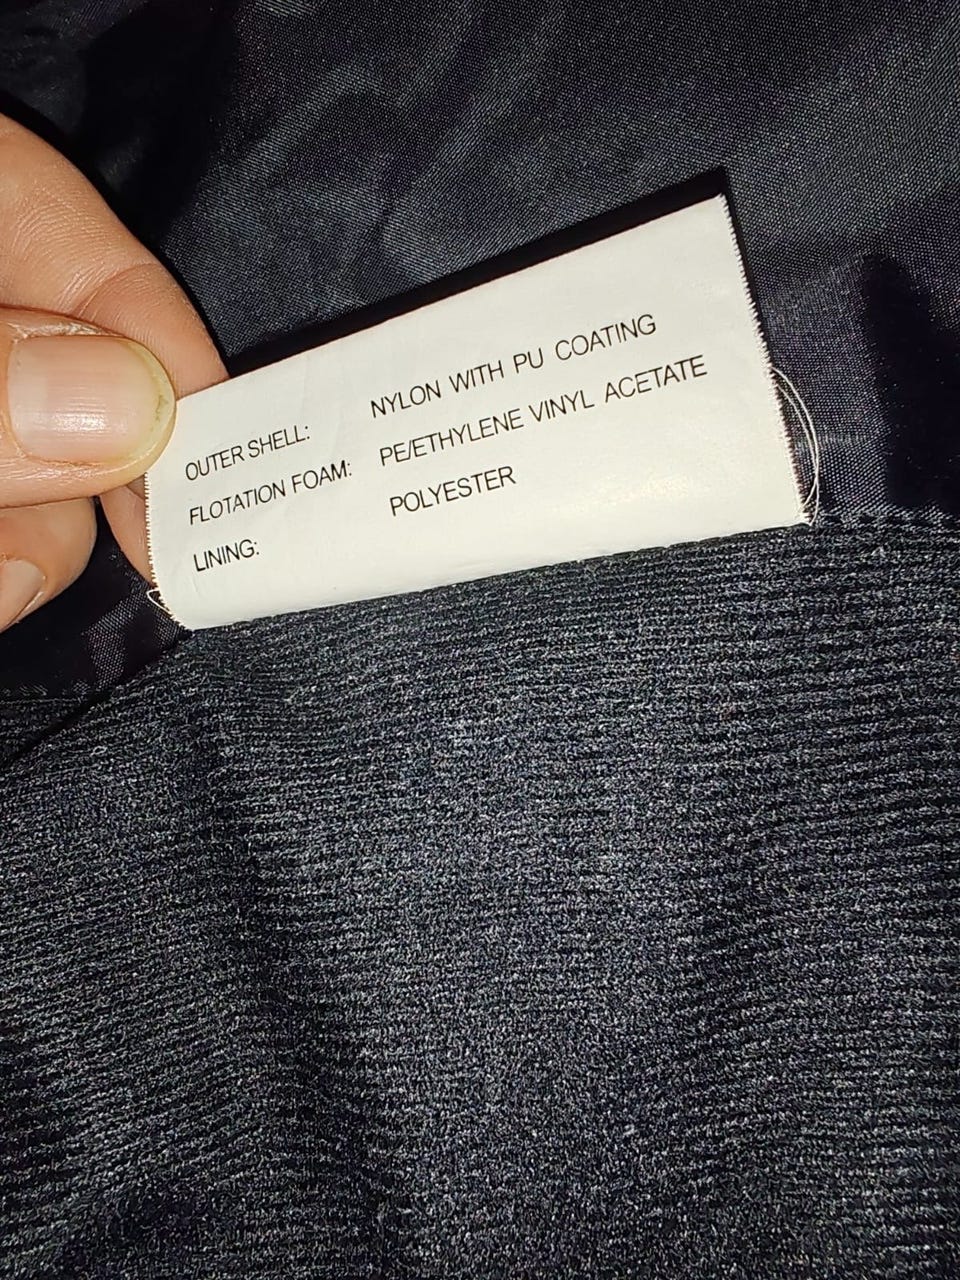 OUTER SHELL: NYLON WITH PU COATING
FLOTATION FOAM: PE/ETHYLENE VINYL ACETATE
LINING: POLYESTER